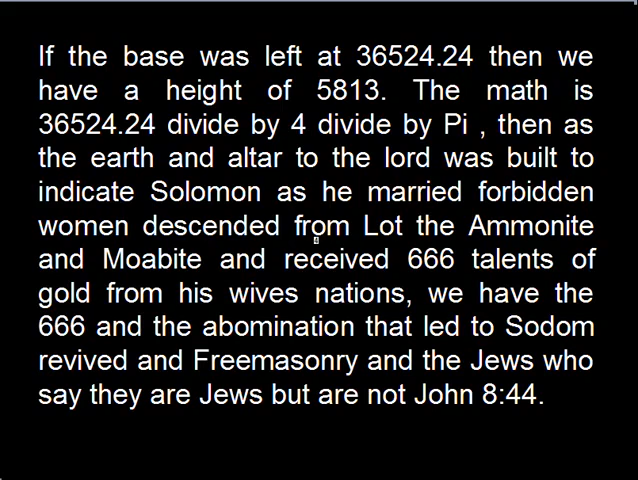 If the base was left at 36524.24 then we
have a height of 5813. The math is
36524.24 divide by 4 divide by Pi , then as
the earth and altar to the lord was built to
indicate Solomon as he married forbidden
women descended from Lot the Ammonite
and Moabite and received 666 talents of
gold from his wives nations, we have the
666 and the abomination that led to Sodom
revived and Freemasonry and the Jews who
say they are Jews but are not John 8:44.